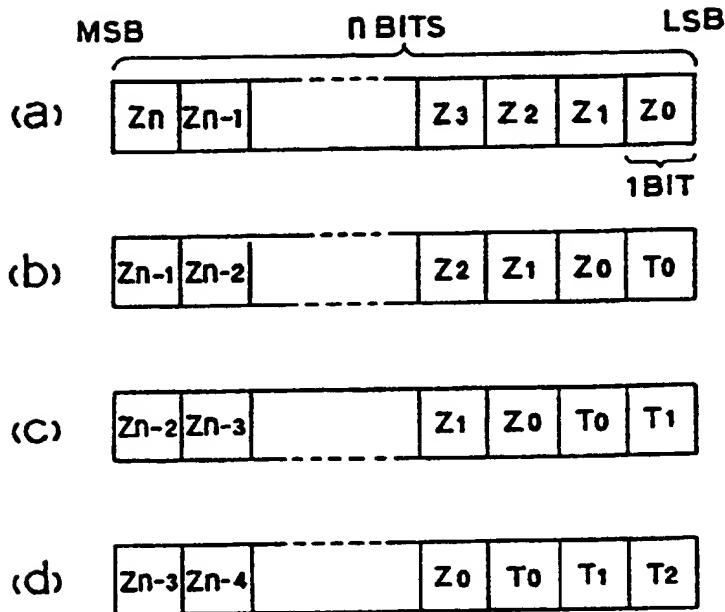 MSB n BITS LSB
(a) Zn Zn-1 Z3 Z2 Z1 Z0
1BIT
(b) Zn-1 Zn-2 Z2 Z1 Z0 T0
(c) Zn-2 Zn-3 Z1 Z0 T0 T1
(d) Zn-3 Zn-4 Z0 T0 T1 T2